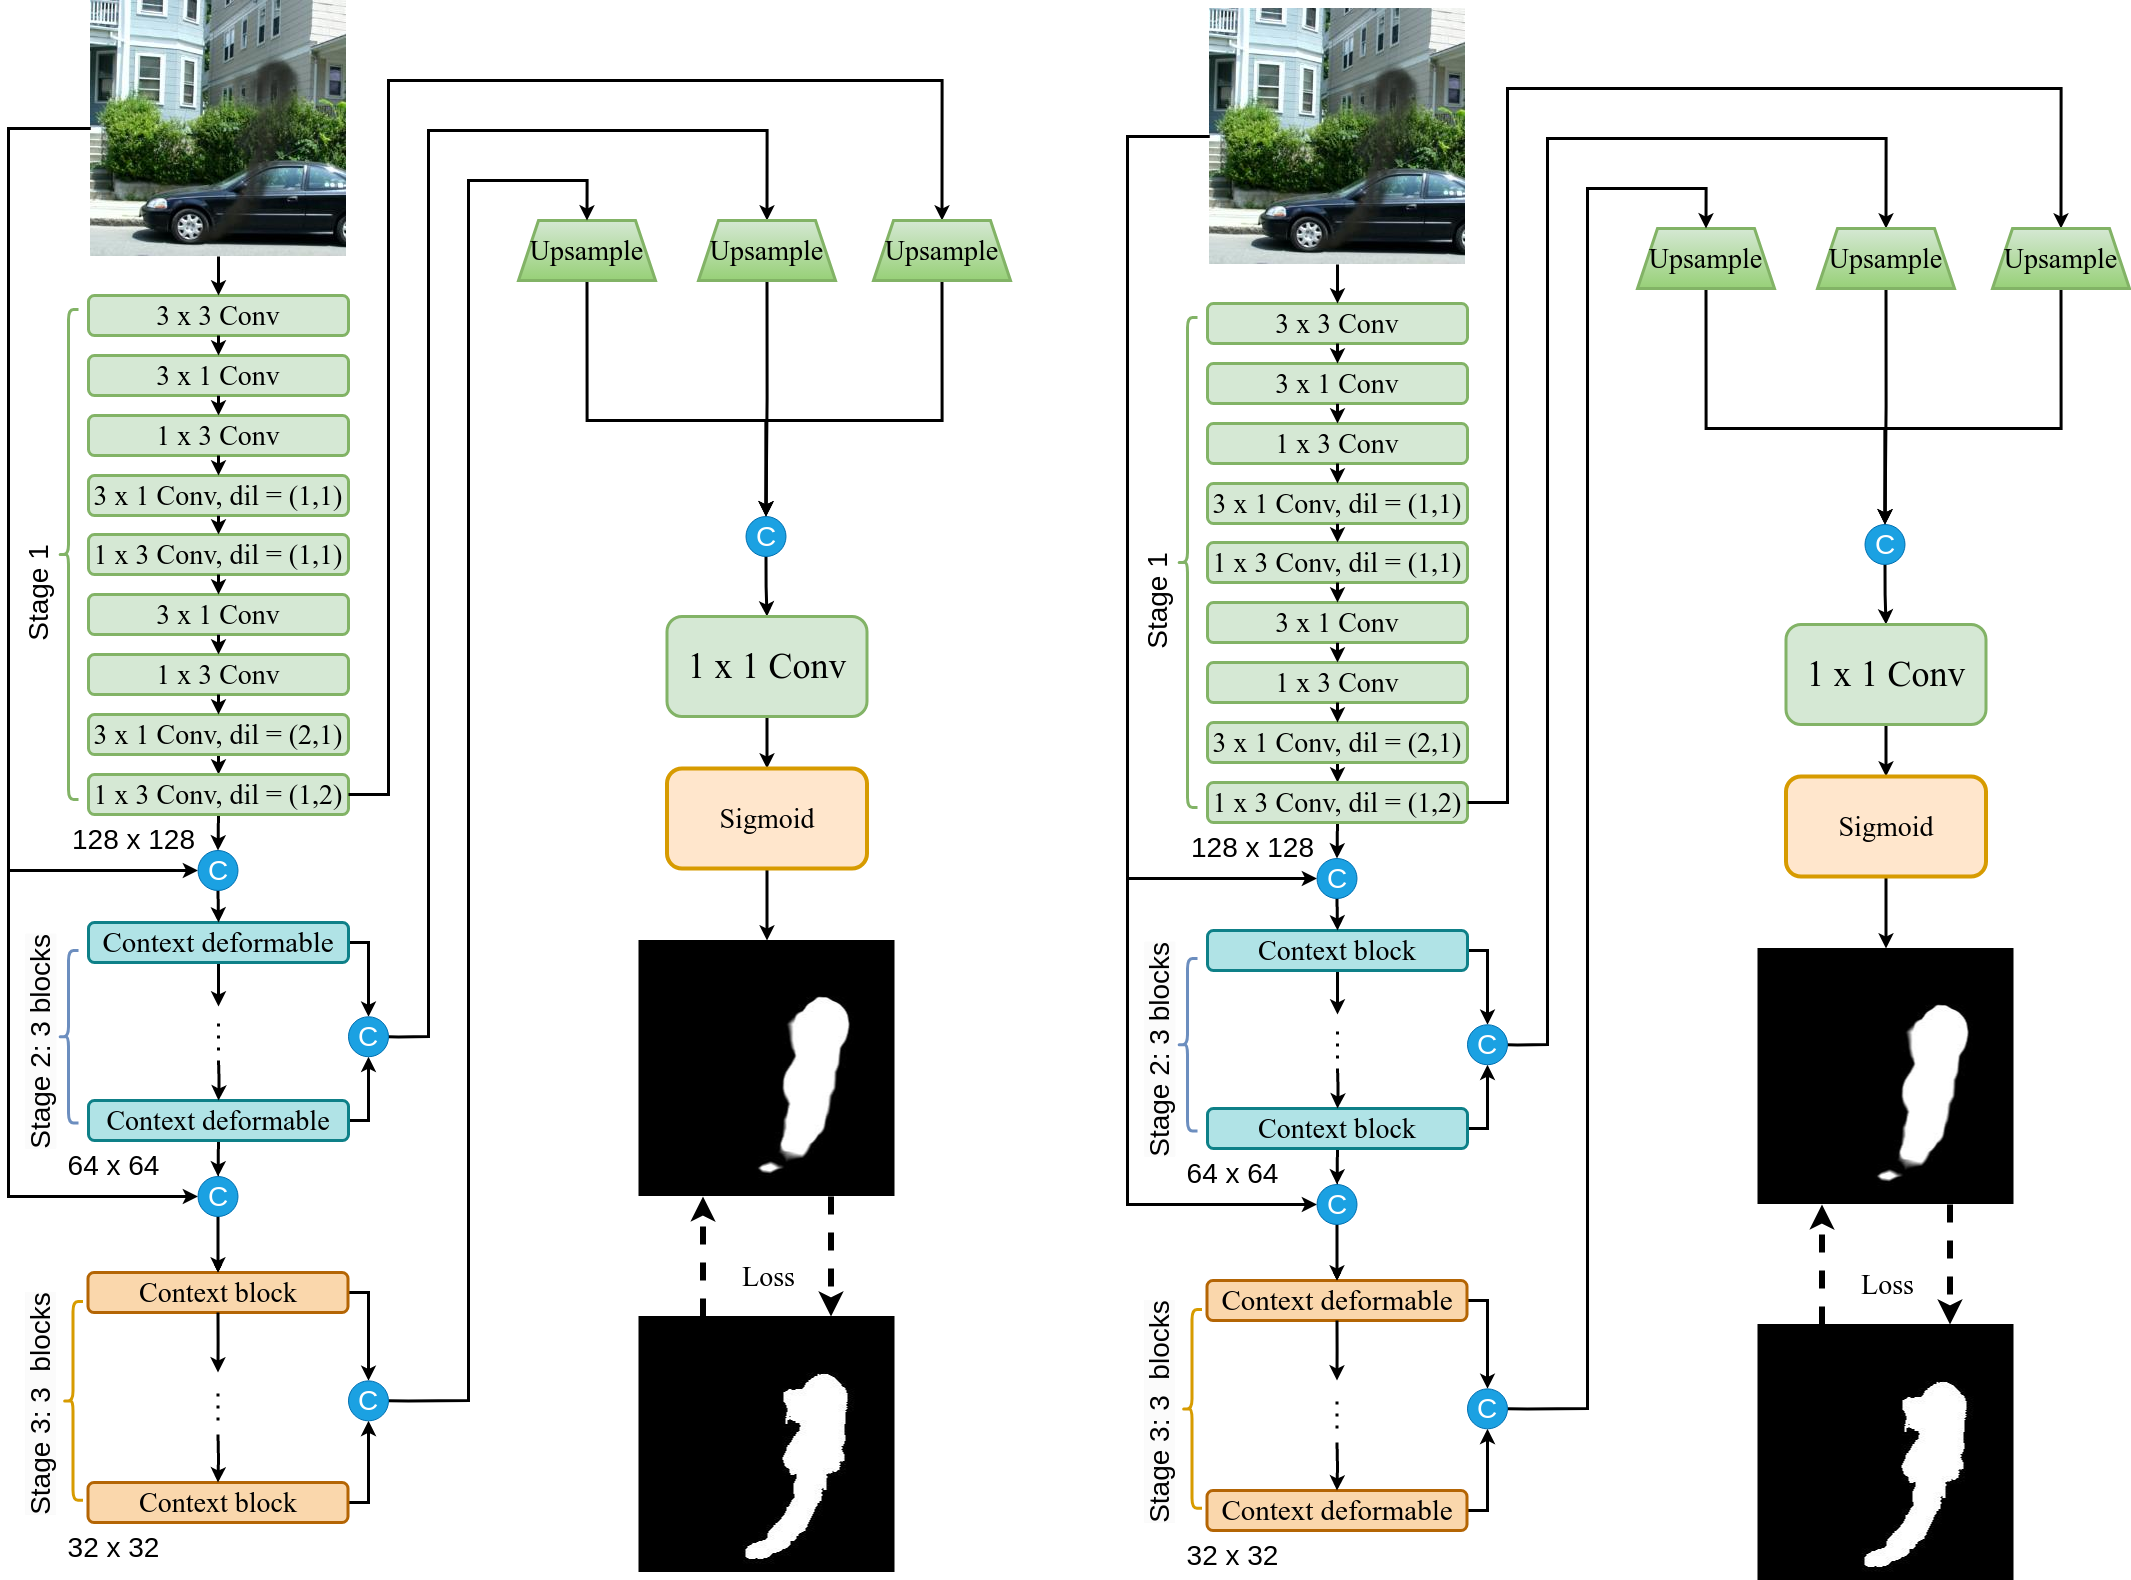 Upsample
Upsample
Upsample
3 x 3 Conv
3 x 1 Conv
1 x 3 Conv
3 x 1 Conv, dil = (1,1)
1 x 3 Conv, dil = (1,1)
3 x 1 Conv
1 x 3 Conv
3 x 1 Conv, dil = (2,1)
1 x 3 Conv, dil = (1,2)
Stage 1
128 x 128
C
Context deformable
Context deformable
C
Stage 2: 3 blocks
64 x 64
C
Context block
Context block
C
Stage 3: 3 blocks
32 x 32
C
1 x 1 Conv
Sigmoid
Loss
Upsample
Upsample
Upsample
3 x 3 Conv
3 x 1 Conv
1 x 3 Conv
3 x 1 Conv, dil = (1,1)
1 x 3 Conv, dil = (1,1)
3 x 1 Conv
1 x 3 Conv
3 x 1 Conv, dil = (2,1)
1 x 3 Conv, dil = (1,2)
Stage 1
128 x 128
C
Context block
Context block
C
Stage 2: 3 blocks
64 x 64
C
Context deformable
Context deformable
C
Stage 3: 3 blocks
32 x 32
C
1 x 1 Conv
Sigmoid
Loss